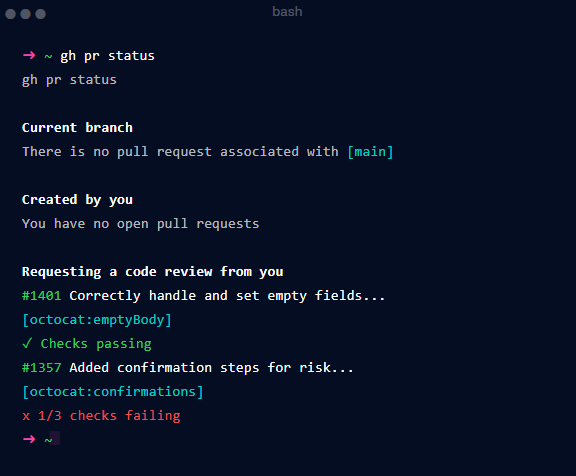 bash
➜ ~ gh pr status
gh pr status
Current branch
There is no pull request associated with [main]
Created by you
You have no open pull requests
Requesting a code review from you
#1401 Correctly handle and set empty fields...
[octocat:emptyBody]
✓ Checks passing
#1357 Added confirmation steps for risk...
[octocat:confirmations]
x 1/3 checks failing
➜ ~